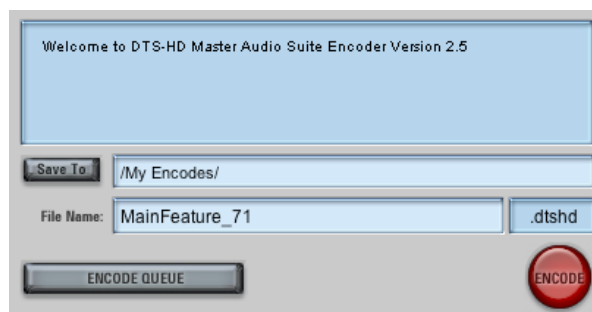 Welcome to DTS-HD Master Audio Suite Encoder Version 2.5
Save To /My Encodes/
File Name: MainFeature_71 .dtshd
ENCODE QUEUE ENCODE